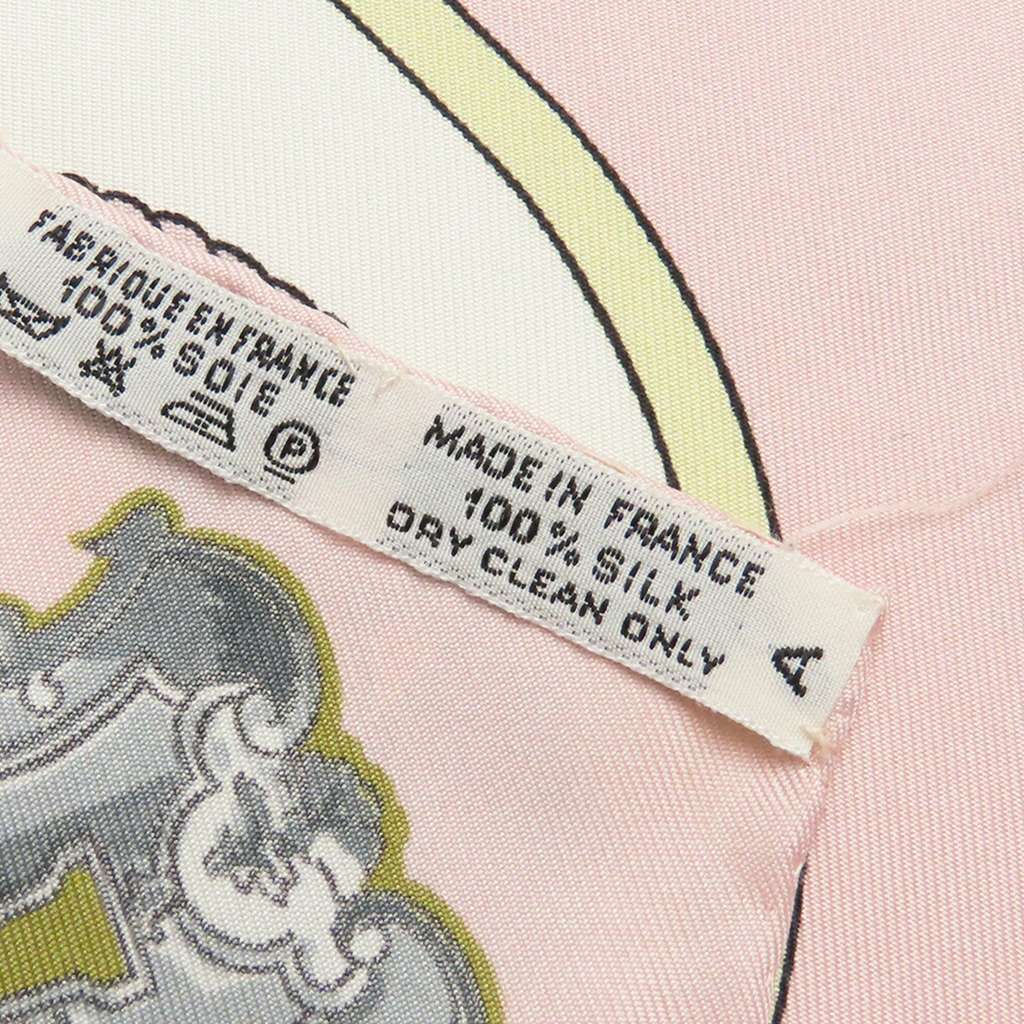 FABRIQUE EN FRANCE
100% SOIE
P
MADE IN FRANCE
100% SILK
DRY CLEAN ONLY
A